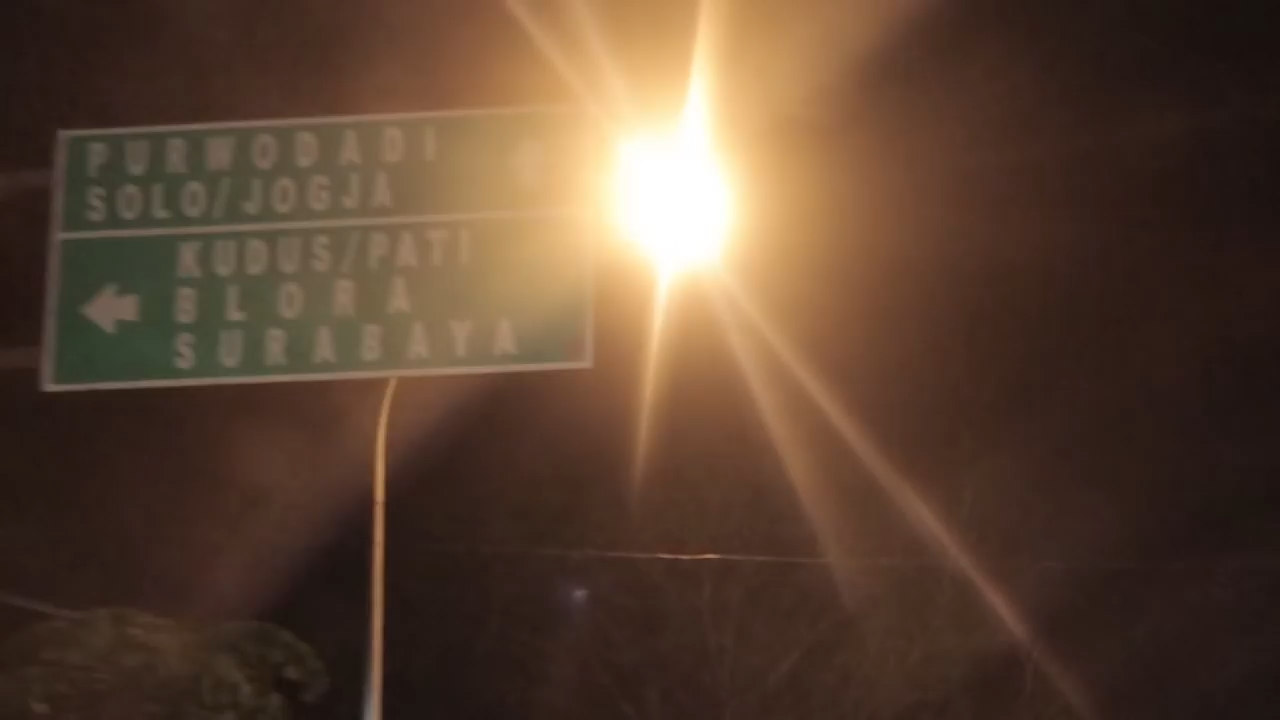 PURWODADI
SOLO/JOGJA
KUDUS/PATI
BLORA
SURABAYA